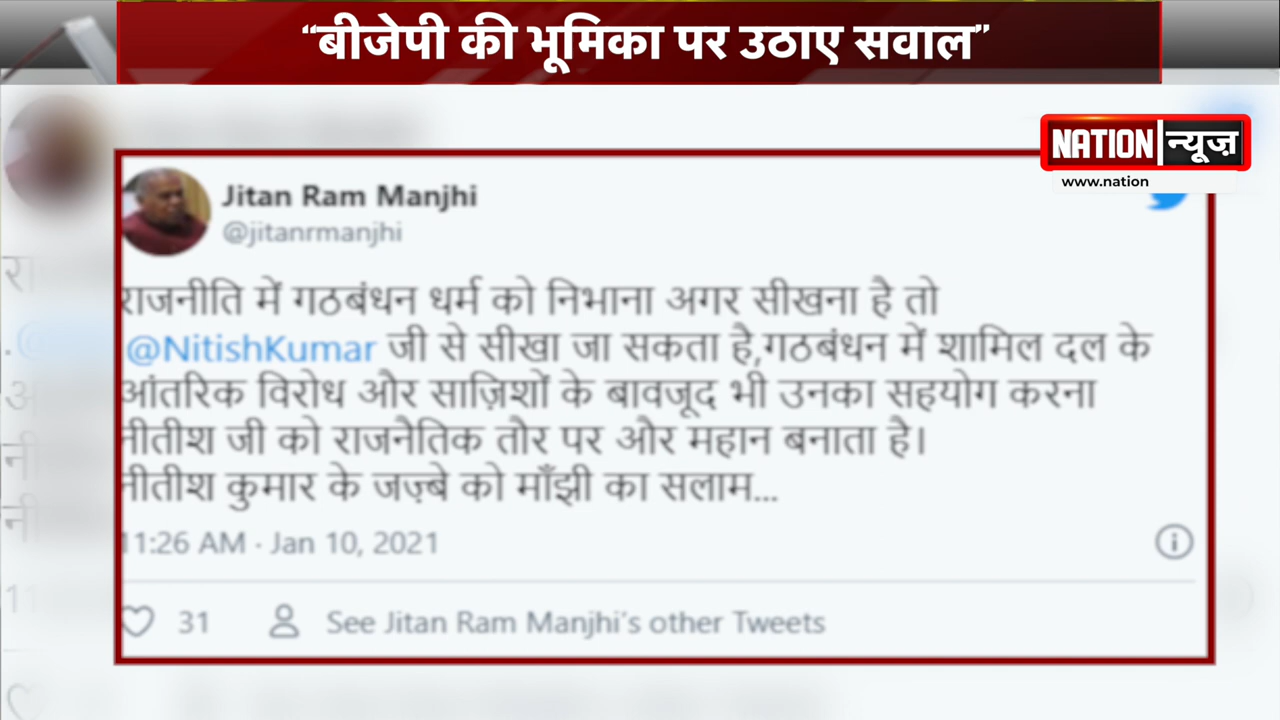 “बीजेपी की भूमिका पर उठाए सवाल”
NATION न्यूज़
www.nation
Jitan Ram Manjhi
@jitanrmanjhi
राजनीति में गठबंधन धर्म को निभाना अगर सीखना है तो
@NitishKumar जी से सीखा जा सकता है,गठबंधन में शामिल दल के
आंतरिक विरोध और साज़िशों के बावजूद भी उनका सहयोग करना
नीतीश जी को राजनैतिक तौर पर और महान बनाता है।
नीतीश कुमार के जज़्बे को माँझी का सलाम...
11:26 AM · Jan 10, 2021
31 See Jitan Ram Manjhi's other Tweets